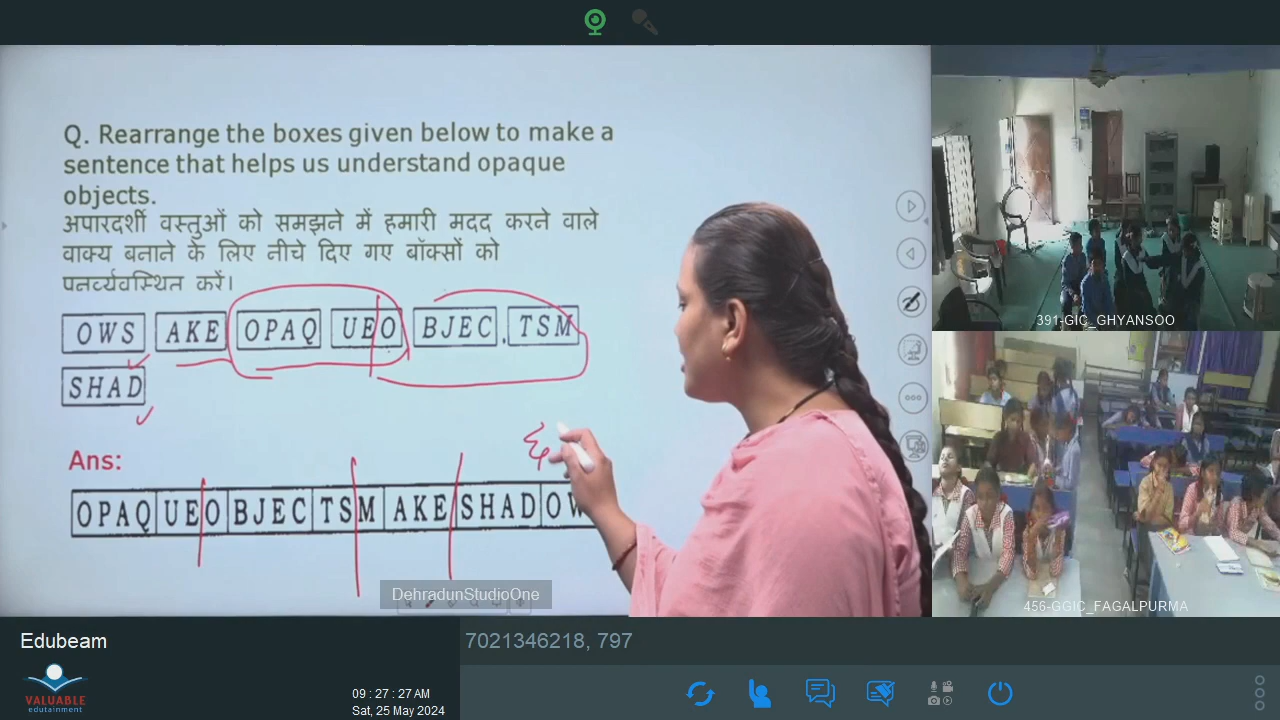 Q. Rearrange the boxes given below to make a
sentence that helps us understand opaque
objects.
अपारदर्शी वस्तुओं को समझने में हमारी मदद करने वाले
वाक्य बनाने के लिए नीचे दिए गए बॉक्सों को
पुनर्व्यवस्थित करें।
OWS AKE OPAQ UEO BJEC . TSM
SHAD
Ans:
OPAQ UEO BJEC TSM AKE SHAD OW
DehradunStudioOne
391-GIC_GHYANSOO
456-GGIC_FAGALPURMA
Edubeam
7021346218, 797
VALUABLE
edutainment
09 : 27 : 27 AM
Sat, 25 May 2024